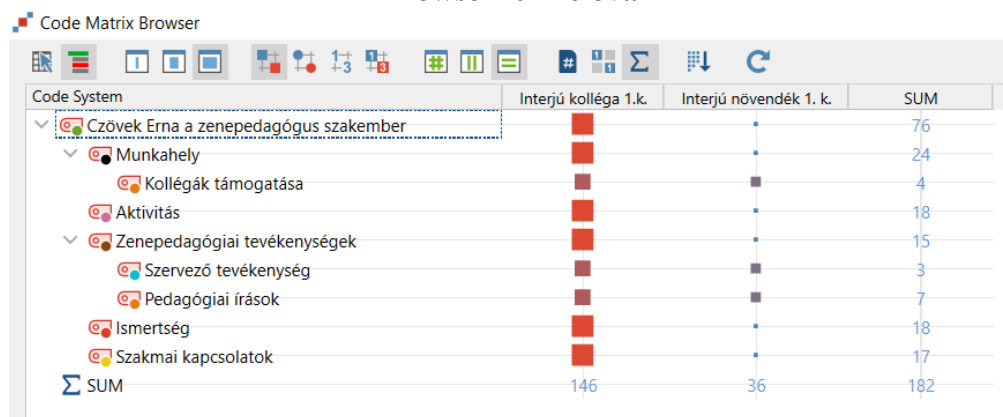 Code Matrix Browser
Code System Interjú kolléga 1.k. Interjú növendék 1. k. SUM
Czövek Erna a zenepedagógus szakember 76
Munkahely 24
Kollégák támogatása 4
Aktivitás 18
Zenepedagógiai tevékenységek 15
Szervező tevékenység 3
Pedagógiai írások 7
Ismertség 18
Szakmai kapcsolatok 17
Σ SUM 146 36 182